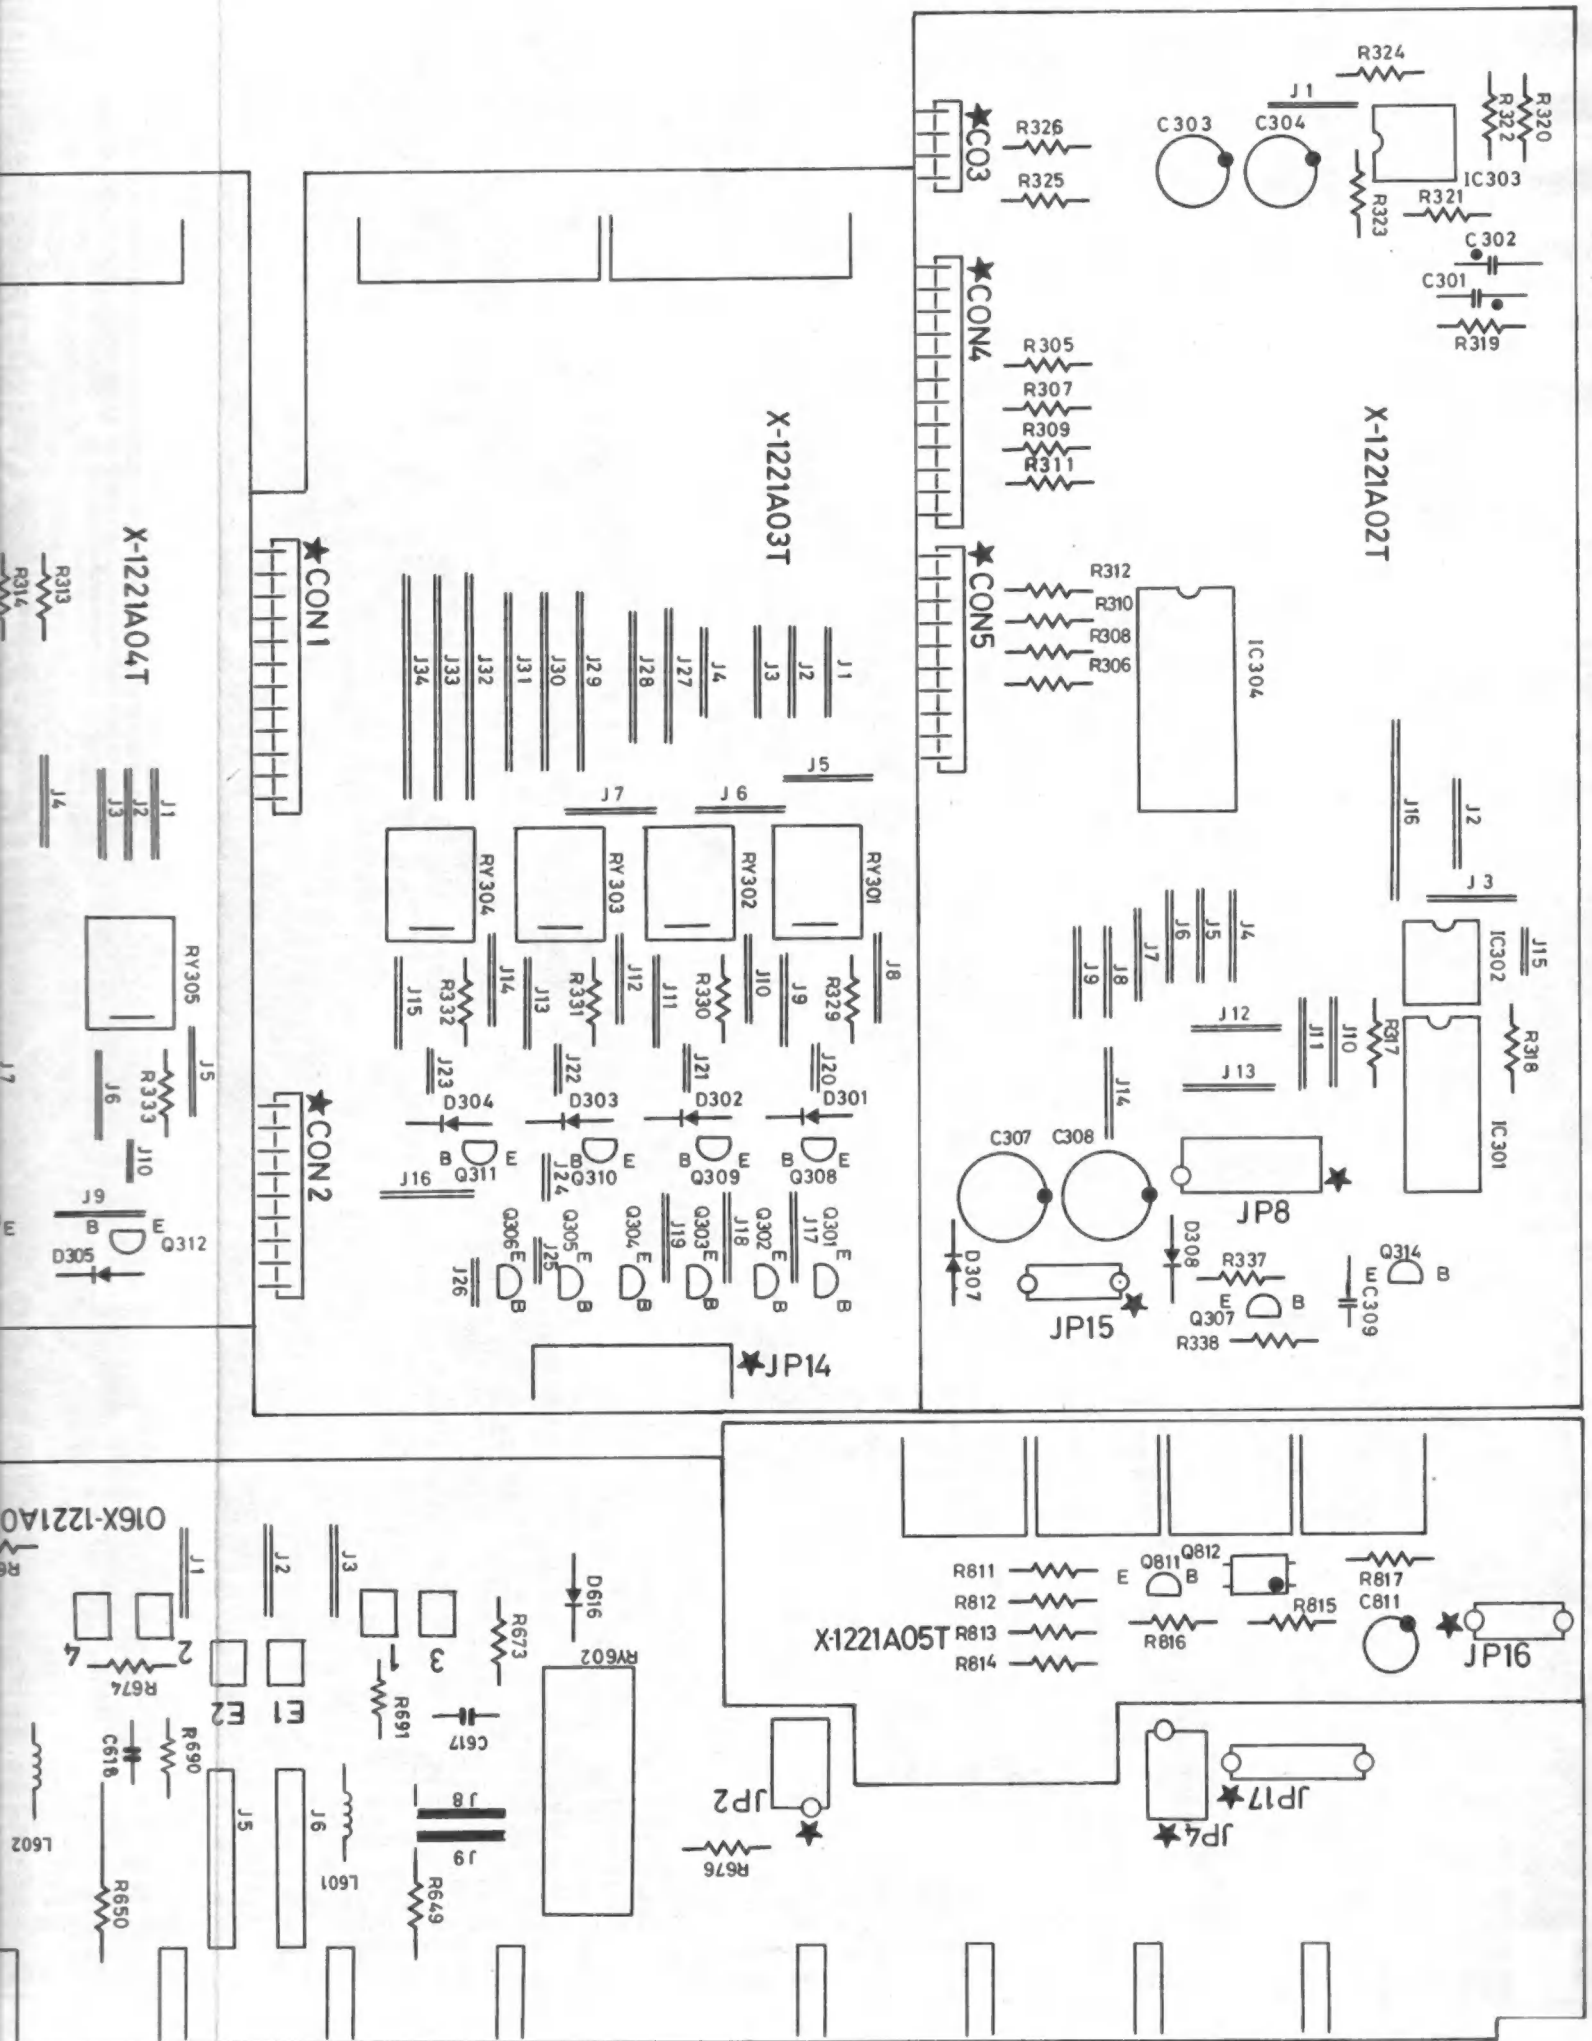 R324
J1
R320
R322
C303
C304
IC303
R323
R321
C302
C301
R319
★CO3
R326
R325
★CON4
R305
R307
R309
R311
X-1221A02T
★CON5
R312
R310
R308
R306
IC304
J16
J2
J3
J15
IC302
J4
J5
J6
J7
J8
J9
J12
J11
J10
R317
R318
J13
J14
IC301
C307
C308
JP8
D307
D308
JP15
R337
E
Q307
B
R338
E
C309
Q314
B
X-1221A03T
★CON1
J34
J33
J32
J31
J30
J29
J28
J27
J4
J3
J2
J1
J5
J7
J6
RY304
RY303
RY302
RY301
J15
R332
J14
J13
R331
J12
J11
R330
J10
J9
R329
J8
J23
J22
J21
J20
D304
D303
D302
D301
B
Q311
E
B
Q310
E
B
Q309
E
B
Q308
E
★CON2
J16
J24
Q306
E
B
J25
Q305
E
B
Q304
E
B
J19
Q303
E
B
J18
Q302
E
B
J17
Q301
E
B
J26
★JP14
X-1221A04T
R313
R314
J4
J3
J2
J1
RY305
J5
J7
J6
R333
J10
J9
B
E
Q312
E
D305
R811
R812
X-1221A05T
R813
R814
E
Q811
B
Q812
R816
R815
R817
C811
JP16
016X-1221A0
J1
J2
J3
4
2
R674
E2
E1
1
3
R691
R673
D616
RY602
C617
C618
R690
L602
R650
J5
J6
L601
J8
J9
R649
JP2
R676
JP4
JP17